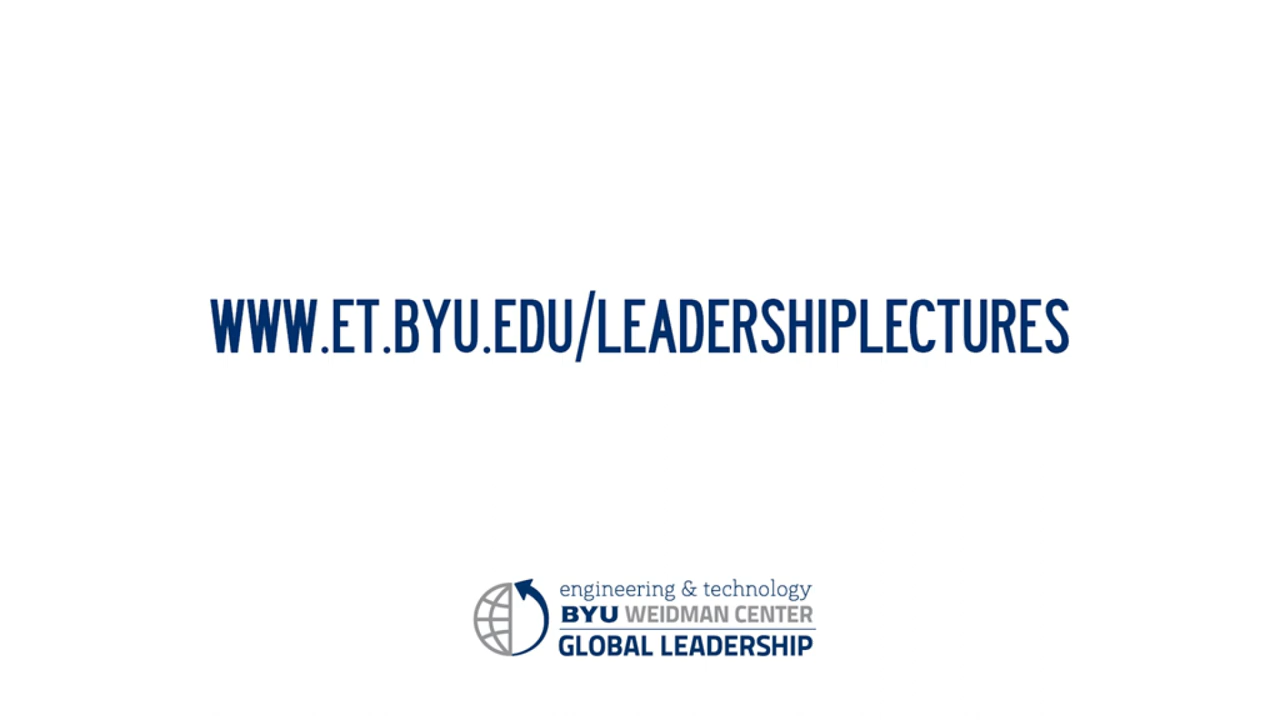 WWW.ET.BYU.EDU/LEADERSHIPLECTURES
engineering & technology
BYU WEIDMAN CENTER
GLOBAL LEADERSHIP